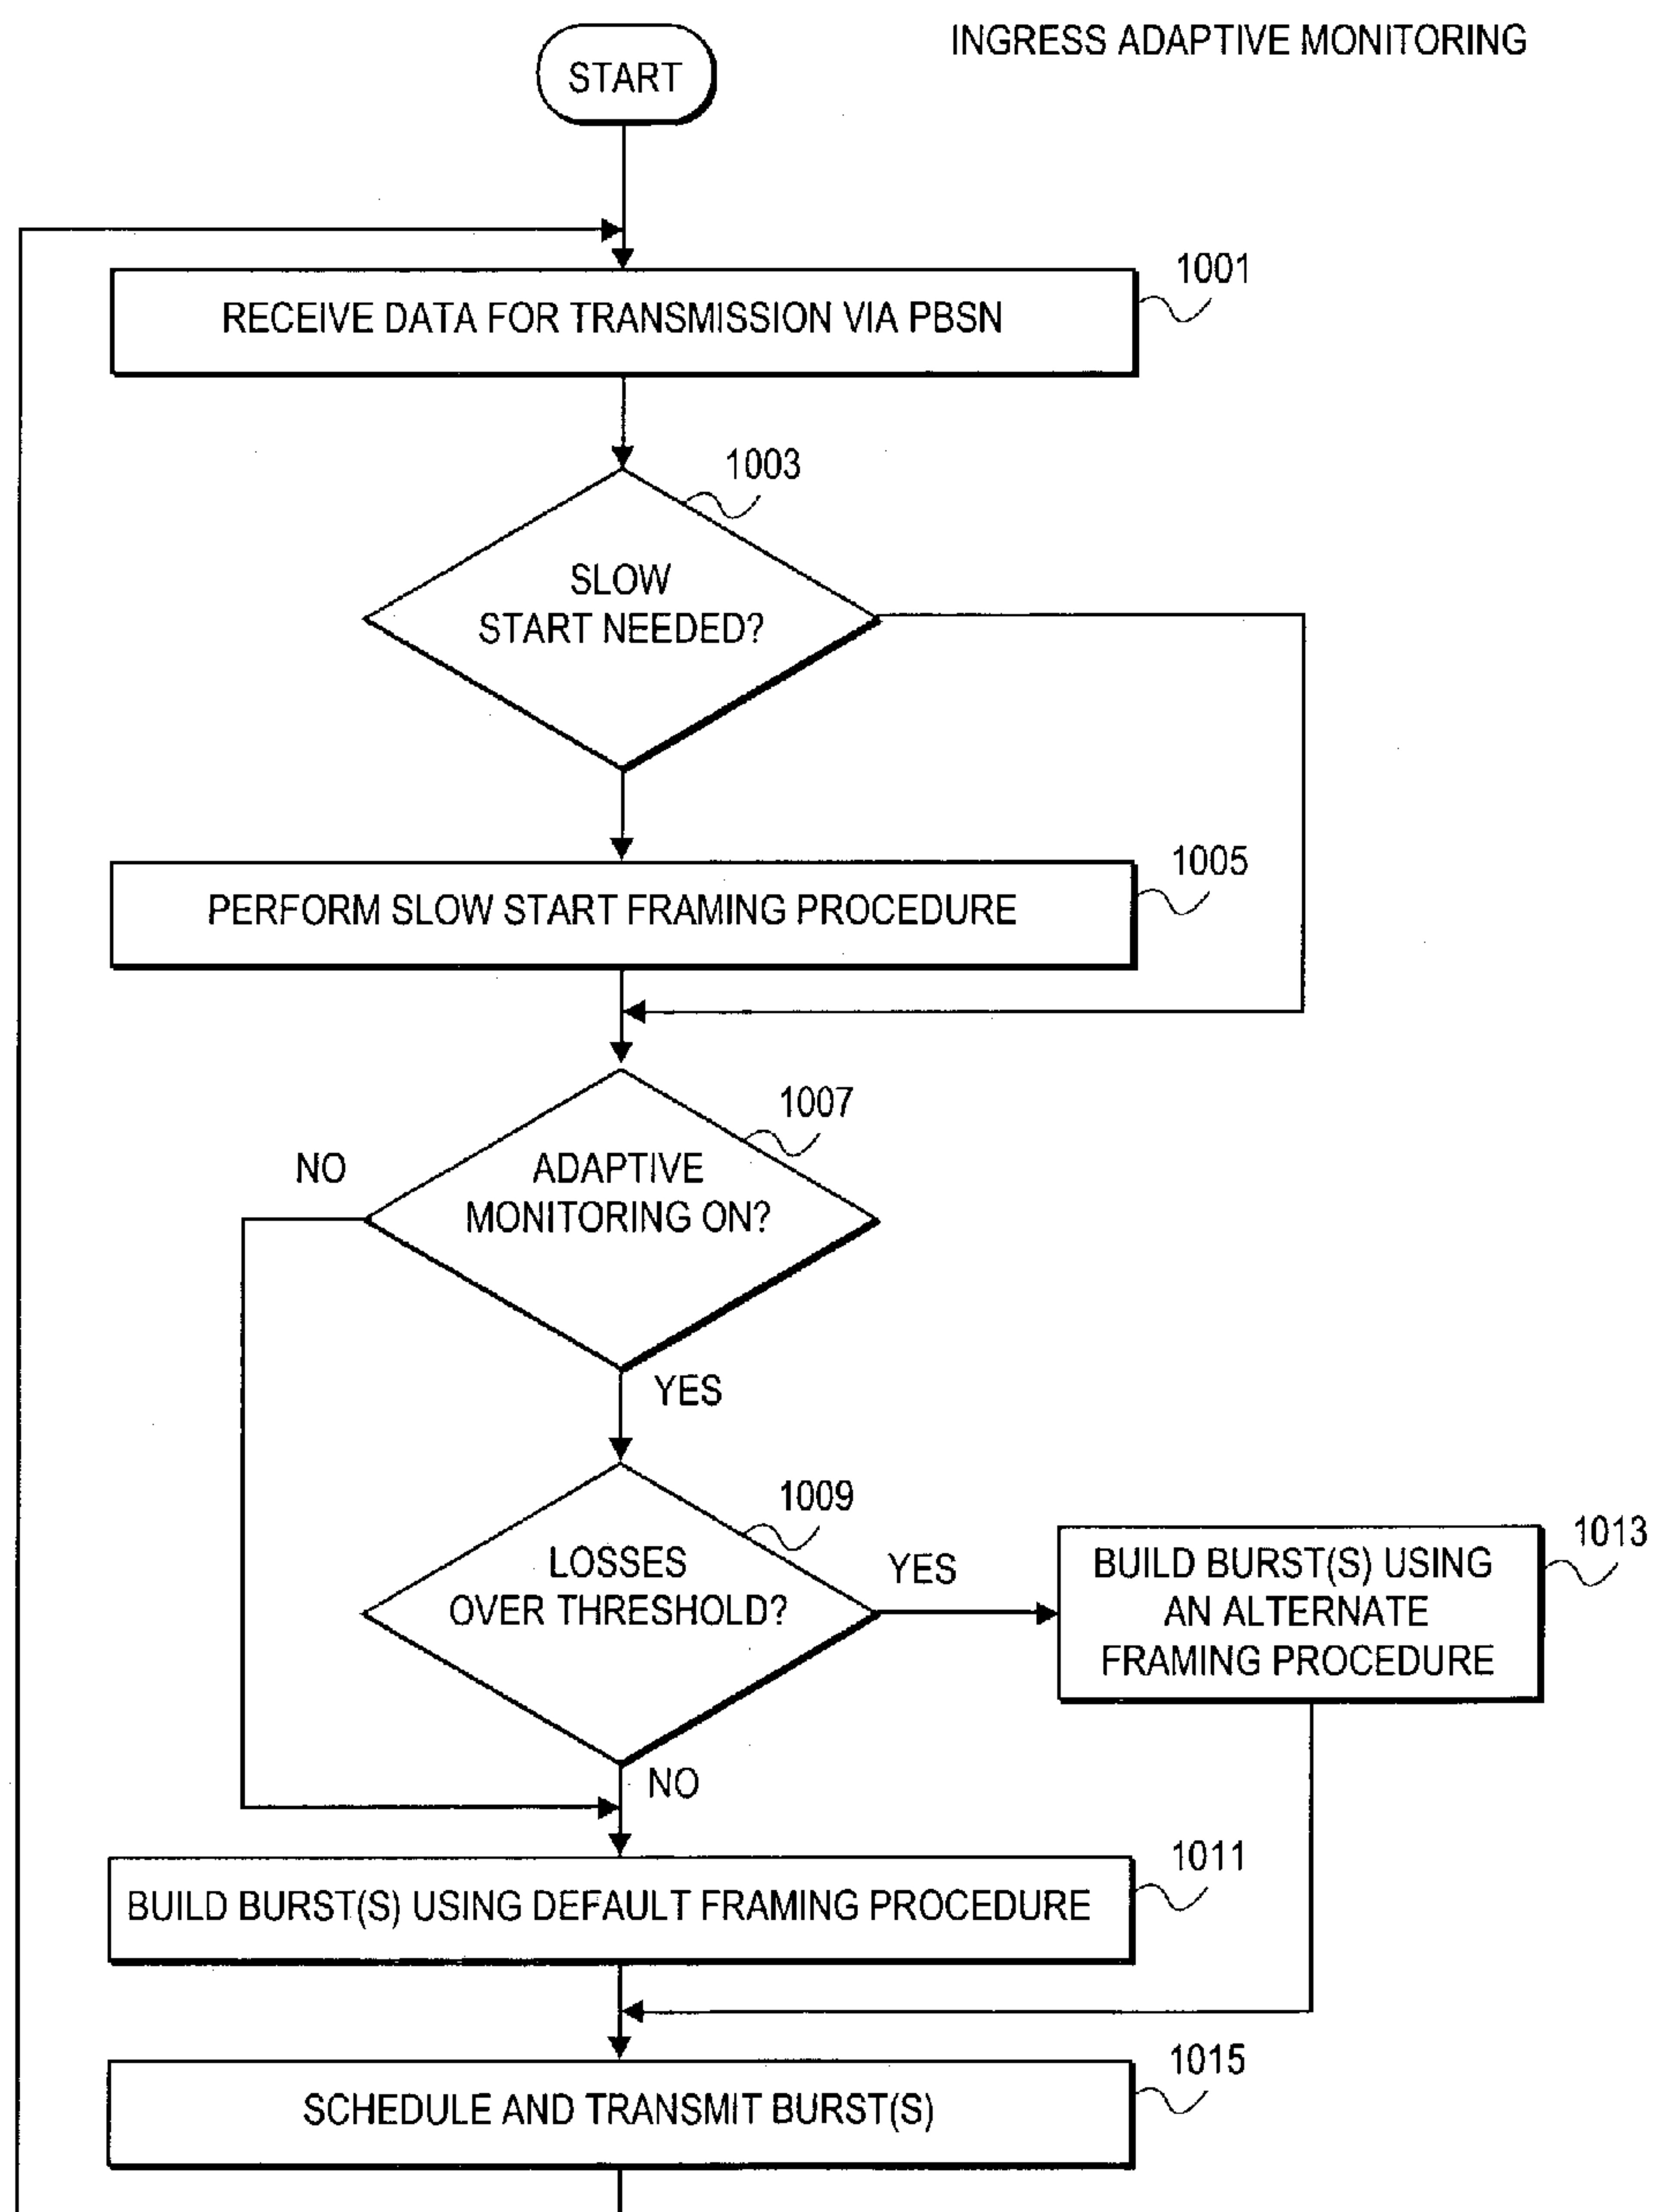 INGRESS ADAPTIVE MONITORING
START
1001
RECEIVE DATA FOR TRANSMISSION VIA PBSN
1003
SLOW
START NEEDED?
1005
PERFORM SLOW START FRAMING PROCEDURE
1007
NO
ADAPTIVE
MONITORING ON?
YES
1009
LOSSES
OVER THRESHOLD?
YES
1013
BUILD BURST(S) USING
AN ALTERNATE
FRAMING PROCEDURE
NO
1011
BUILD BURST(S) USING DEFAULT FRAMING PROCEDURE
1015
SCHEDULE AND TRANSMIT BURST(S)